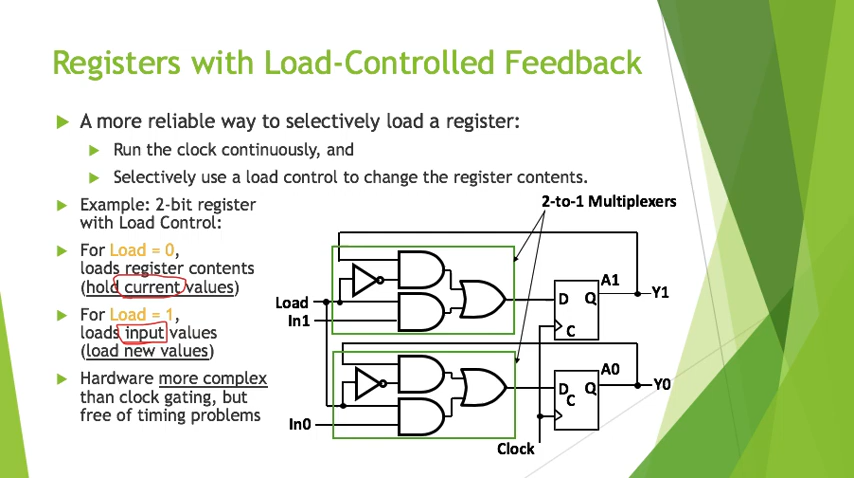 Registers with Load-Controlled Feedback
A more reliable way to selectively load a register:
Run the clock continuously, and
Selectively use a load control to change the register contents.
Example: 2-bit register
with Load Control:
For Load = 0,
loads register contents
(hold current values)
For Load = 1,
loads input values
(load new values)
Hardware more complex
than clock gating, but
free of timing problems
2-to-1 Multiplexers
Load
In1
D Q
C
A1
Y1
In0
D Q
C
A0
Y0
Clock